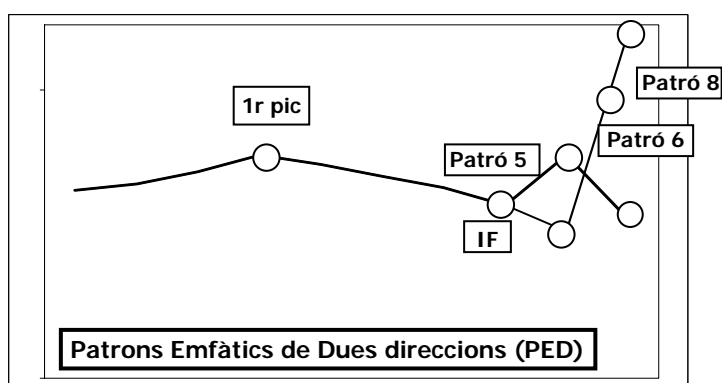 Patró 8
1r pic
Patró 6
Patró 5
IF
Patrons Emfàtics de Dues direccions (PED)